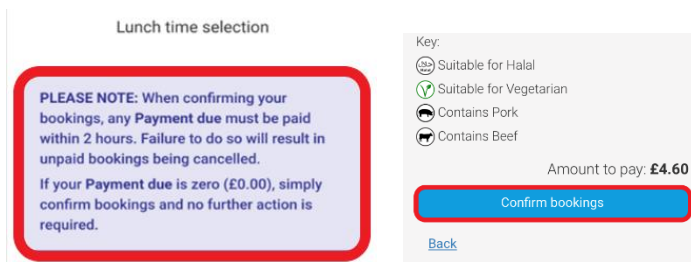 Lunch time selection
PLEASE NOTE: When confirming your
bookings, any Payment due must be paid
within 2 hours. Failure to do so will result in
unpaid bookings being cancelled.
If your Payment due is zero (£0.00), simply
confirm bookings and no further action is
required.
Key:
Suitable for Halal
Suitable for Vegetarian
Contains Pork
Contains Beef
Amount to pay: £4.60
Confirm bookings
Back